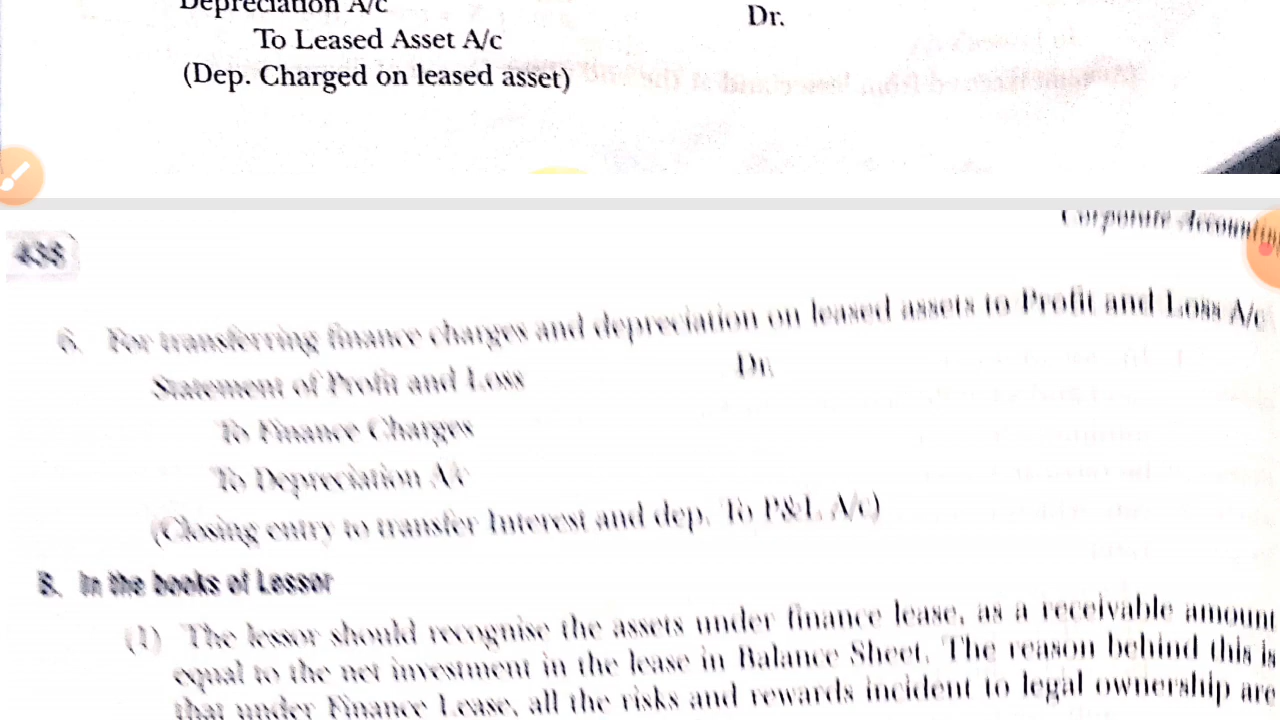 Depreciation A/c Dr.
To Leased Asset A/c
(Dep. Charged on leased asset)
Corporate Accounting
438
6. For transferring finance charges and depreciation on leased assets to Profit and Loss A/c
Statement of Profit and Loss Dr.
To Finance Charges
To Depreciation A/c
(Closing entry to transfer Interest and dep. To P&L A/c)
B. In the books of Lessor
(1) The lessor should recognise the assets under finance lease, as a receivable amount
equal to the net investment in the lease in Balance Sheet. The reason behind this is
that under Finance Lease, all the risks and rewards incident to legal ownership are